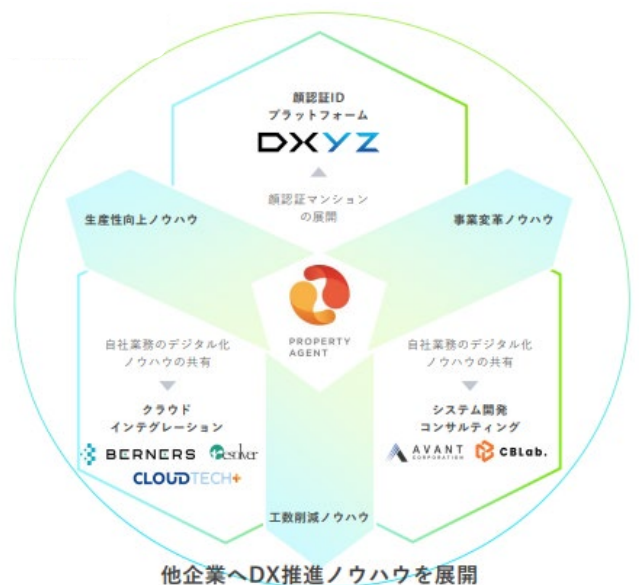 顔認証ID
プラットフォーム
DXYZ
顔認証マンション
の展開
生産性向上ノウハウ
事業変革ノウハウ
PROPERTY
AGENT
自社業務のデジタル化
ノウハウの共有
クラウド
インテグレーション
BERNERS
esolver
CLOUDTECH+
自社業務のデジタル化
ノウハウの共有
システム開発
コンサルティング
AVANT
CORPORATION
CBLab.
工数削減ノウハウ
他企業へDX推進ノウハウを展開